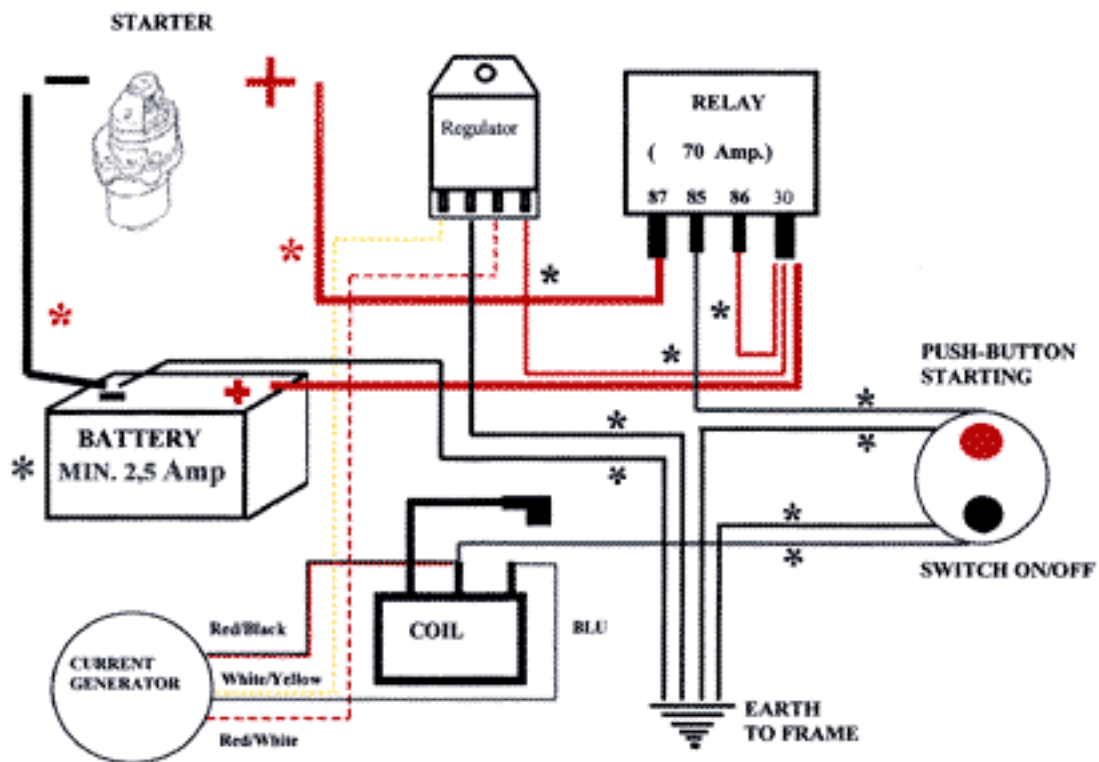 STARTER
Regulator
RELAY
( 70 Amp.)
87 85 86 30
PUSH-BUTTON
STARTING
BATTERY
MIN. 2,5 Amp
SWITCH ON/OFF
COIL
BLU
Red/Black
CURRENT
GENERATOR
White/Yellow
Red/White
EARTH
TO FRAME